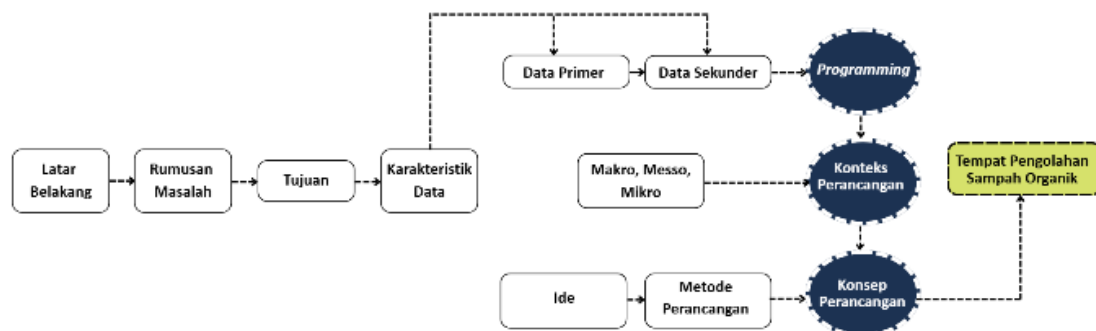 Data Primer
Data Sekunder
Programming
Latar
Belakang
Rumusan
Masalah
Tujuan
Karakteristik
Data
Makro, Messo,
Mikro
Konteks
Perancangan
Tempat Pengolahan
Sampah Organik
Ide
Metode
Perancangan
Konsep
Perancangan